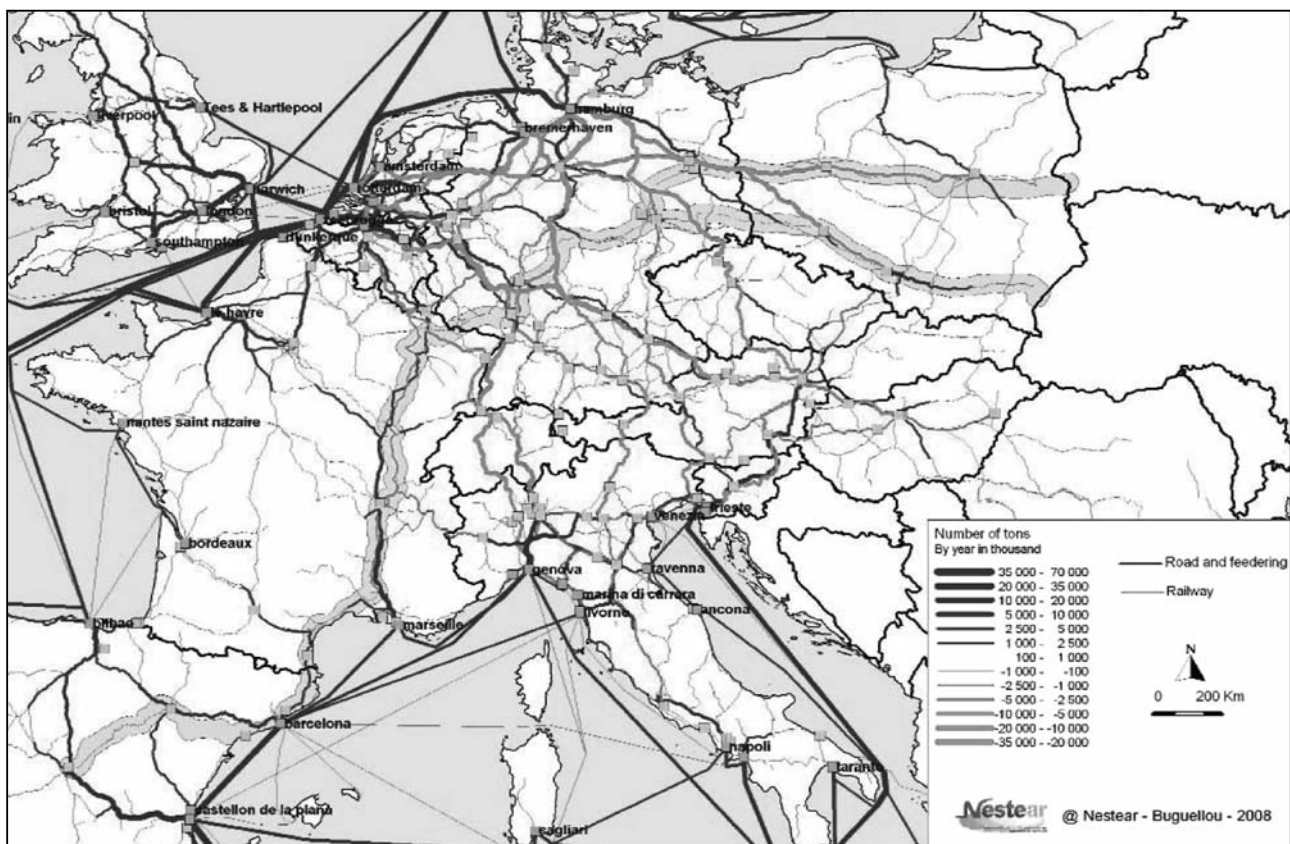 Tees & Hartlepool
liverpool
in
hamburg
bremerhaven
amsterdam
harwich
rotterdam
bristol
london
southampton
dunkerque
le havre
nantes saint nazaire
bordeaux
venezia
trieste
genova
ravenna
marina di carrara
livorno
ancona
bilbao
marseille
barcelona
napoli
taranto
castellon de la plana
cagliari
Number of tons
By year in thousand
35 000 - 70 000
20 000 - 35 000
10 000 - 20 000
5 000 - 10 000
2 500 - 5 000
1 000 - 2 500
100 - 1 000
-1 000 - -100
-2 500 - -1 000
-5 000 - -2 500
-10 000 - -5 000
-20 000 - -10 000
-35 000 - -20 000
Road and feedering
Railway
N
0 200 Km
Nestear
@ Nestear - Buguellou - 2008